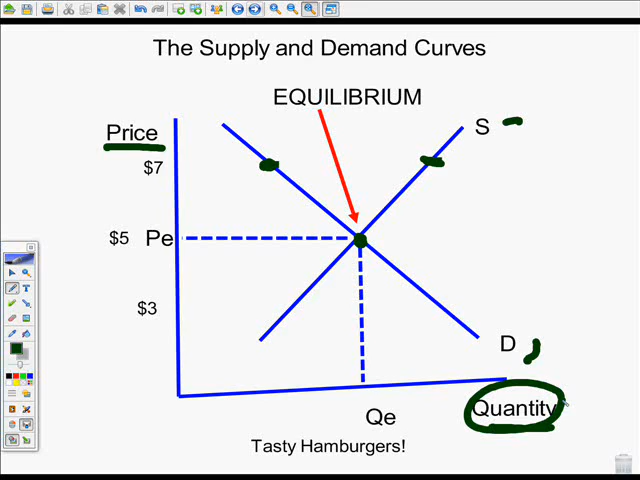 The Supply and Demand Curves
EQUILIBRIUM
S
Price
$7
$5 Pe
$3
D
Quantity
Qe
Tasty Hamburgers!